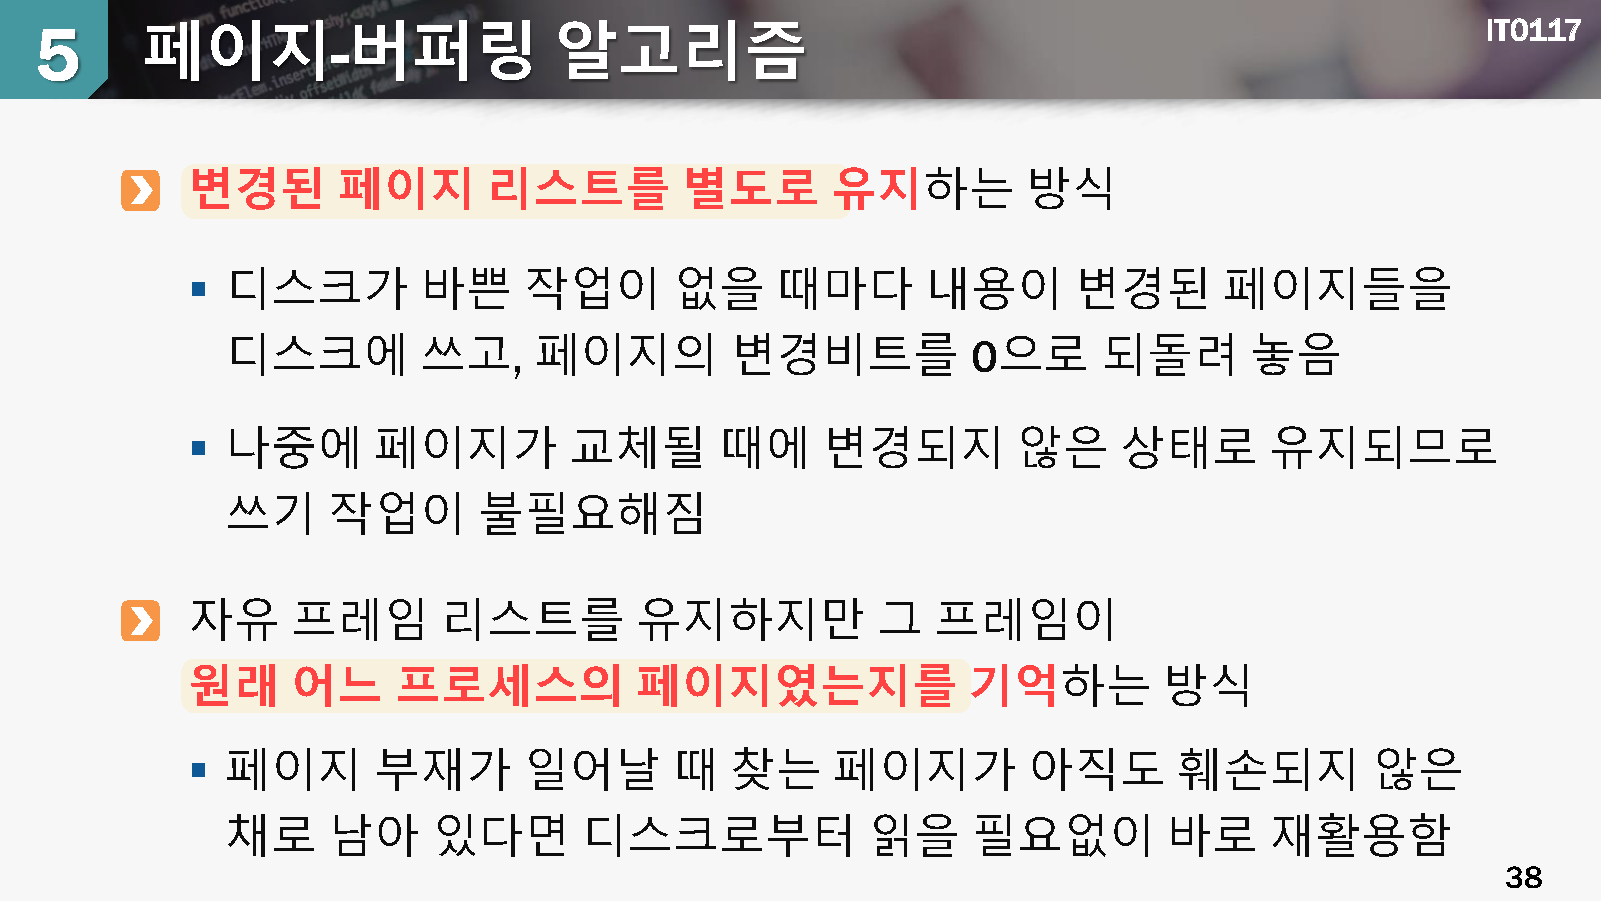 5 페이지-버퍼링 알고리즘
IT0117
변경된 페이지 리스트를 별도로 유지하는 방식
디스크가 바쁜 작업이 없을 때마다 내용이 변경된 페이지들을
디스크에 쓰고, 페이지의 변경비트를 0으로 되돌려 놓음
나중에 페이지가 교체될 때에 변경되지 않은 상태로 유지되므로
쓰기 작업이 불필요해짐
자유 프레임 리스트를 유지하지만 그 프레임이
원래 어느 프로세스의 페이지였는지를 기억하는 방식
페이지 부재가 일어날 때 찾는 페이지가 아직도 훼손되지 않은
채로 남아 있다면 디스크로부터 읽을 필요없이 바로 재활용함
38